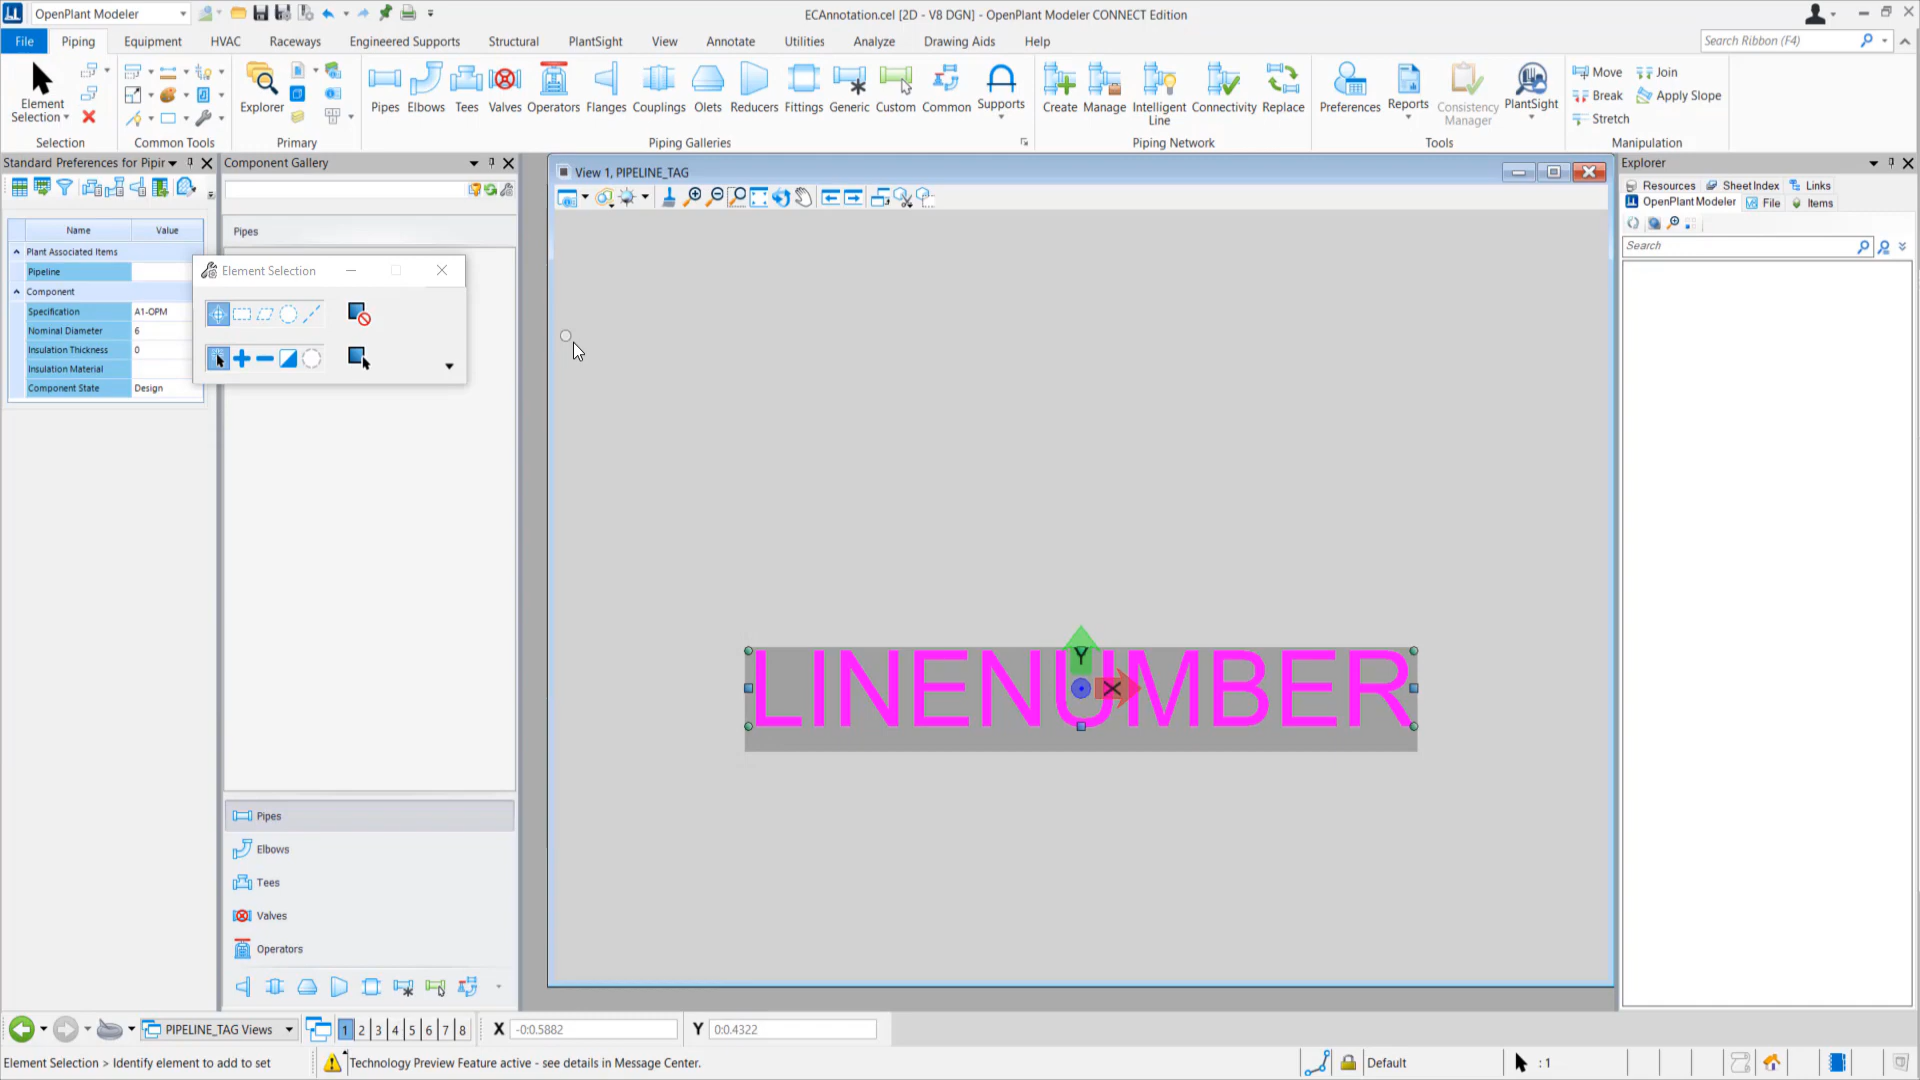 OpenPlant Modeler
ECAnnotation.cel [2D - V8 DGN] - OpenPlant Modeler CONNECT Edition
File
Piping
Equipment
HVAC
Raceways
Engineered Supports
Structural
PlantSight
View
Annotate
Utilities
Analyze
Drawing Aids
Help
Search Ribbon (F4)
Element
Selection
Explorer
Pipes
Elbows
Tees
Valves
Operators
Flanges
Couplings
Olets
Reducers
Fittings
Generic
Custom
Common
Supports
Create
Manage
Intelligent
Line
Connectivity
Replace
Preferences
Reports
Consistency
Manager
PlantSight
Move
Join
Break
Apply Slope
Stretch
Selection
Common Tools
Primary
Piping Galleries
Piping Network
Tools
Manipulation
Standard Preferences for Pipir
Component Gallery
View 1, PIPELINE_TAG
Explorer
Resources
Sheet Index
Links
OpenPlant Modeler
File
Items
Search
Name
Value
Plant Associated Items
Pipeline
Component
Specification
A1-OPM
Nominal Diameter
6
Insulation Thickness
0
Insulation Material
Component State
Design
Pipes
Element Selection
LINENUMBER
Y
X
Pipes
Elbows
Tees
Valves
Operators
PIPELINE_TAG Views
1
2
3
4
5
6
7
8
X
-0:0.5882
Y
0:0.4322
Element Selection > Identify element to add to set
Technology Preview Feature active - see details in Message Center.
Default
: 1